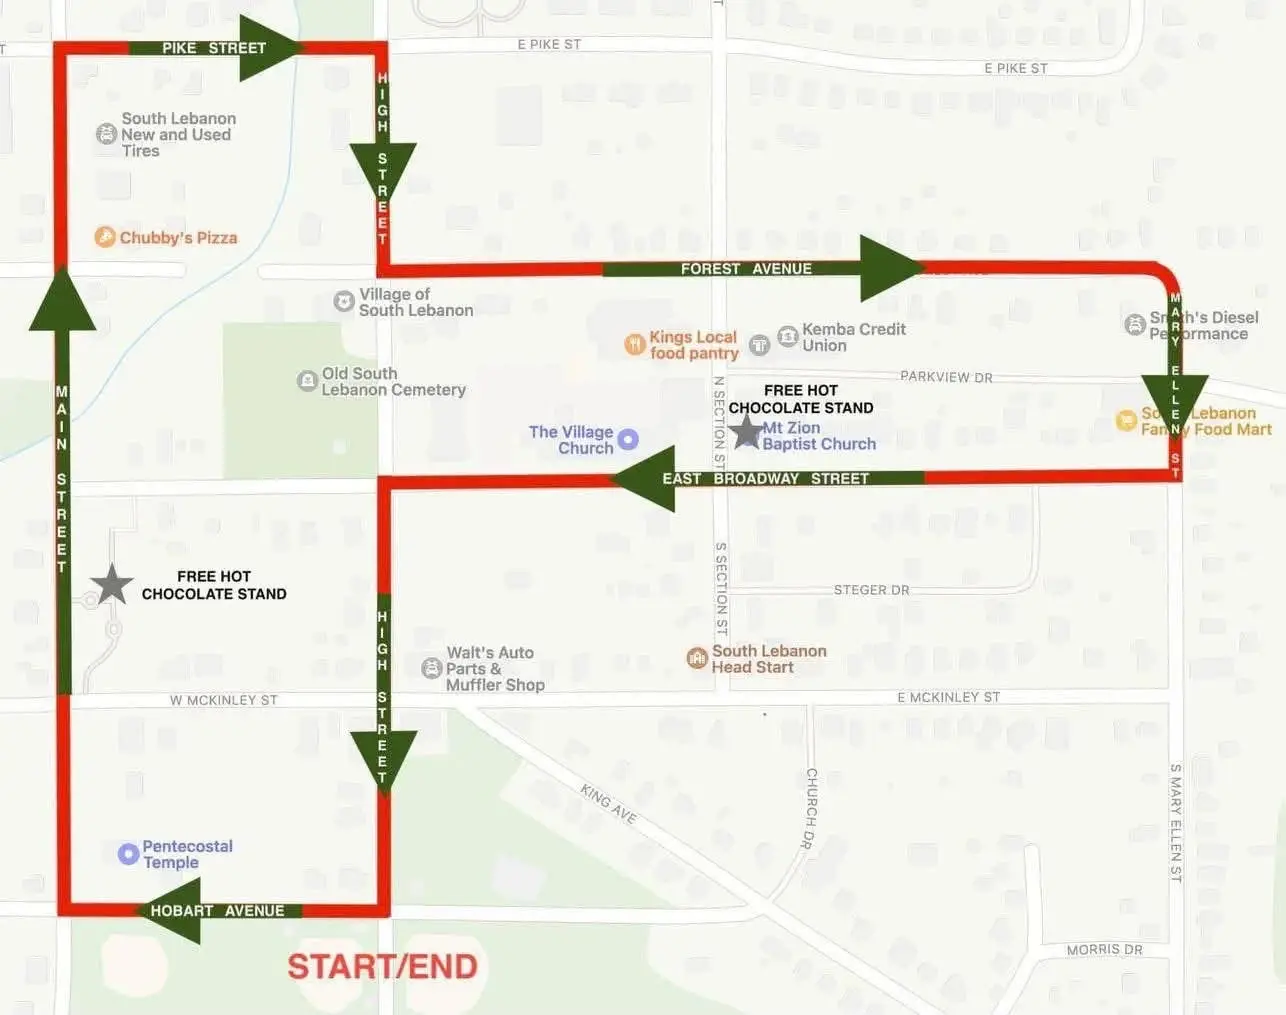 PIKE STREET
E PIKE ST
E PIKE ST
HIGH STREET
South Lebanon
New and Used
Tires
Chubby's Pizza
FOREST AVENUE
Village of
South Lebanon
MARY ELLEN ST
Smith's Diesel
Performance
Kings Local
food pantry
Kemba Credit
Union
Old South
Lebanon Cemetery
PARKVIEW DR
N SECTION ST
FREE HOT
CHOCOLATE STAND
MAIN STREET
Lebanon
Food Mart
The Village
Church
Mt Zion
Baptist Church
EAST BROADWAY STREET
FREE HOT
CHOCOLATE STAND
S SECTION ST
STEGER DR
HIGH STREET
Walt's Auto
Parts &
Muffler Shop
South Lebanon
Head Start
W MCKINLEY ST
E MCKINLEY ST
KING AVE
CHURCH DR
S MARY ELLEN ST
Pentecostal
Temple
HOBART AVENUE
MORRIS DR
START/END